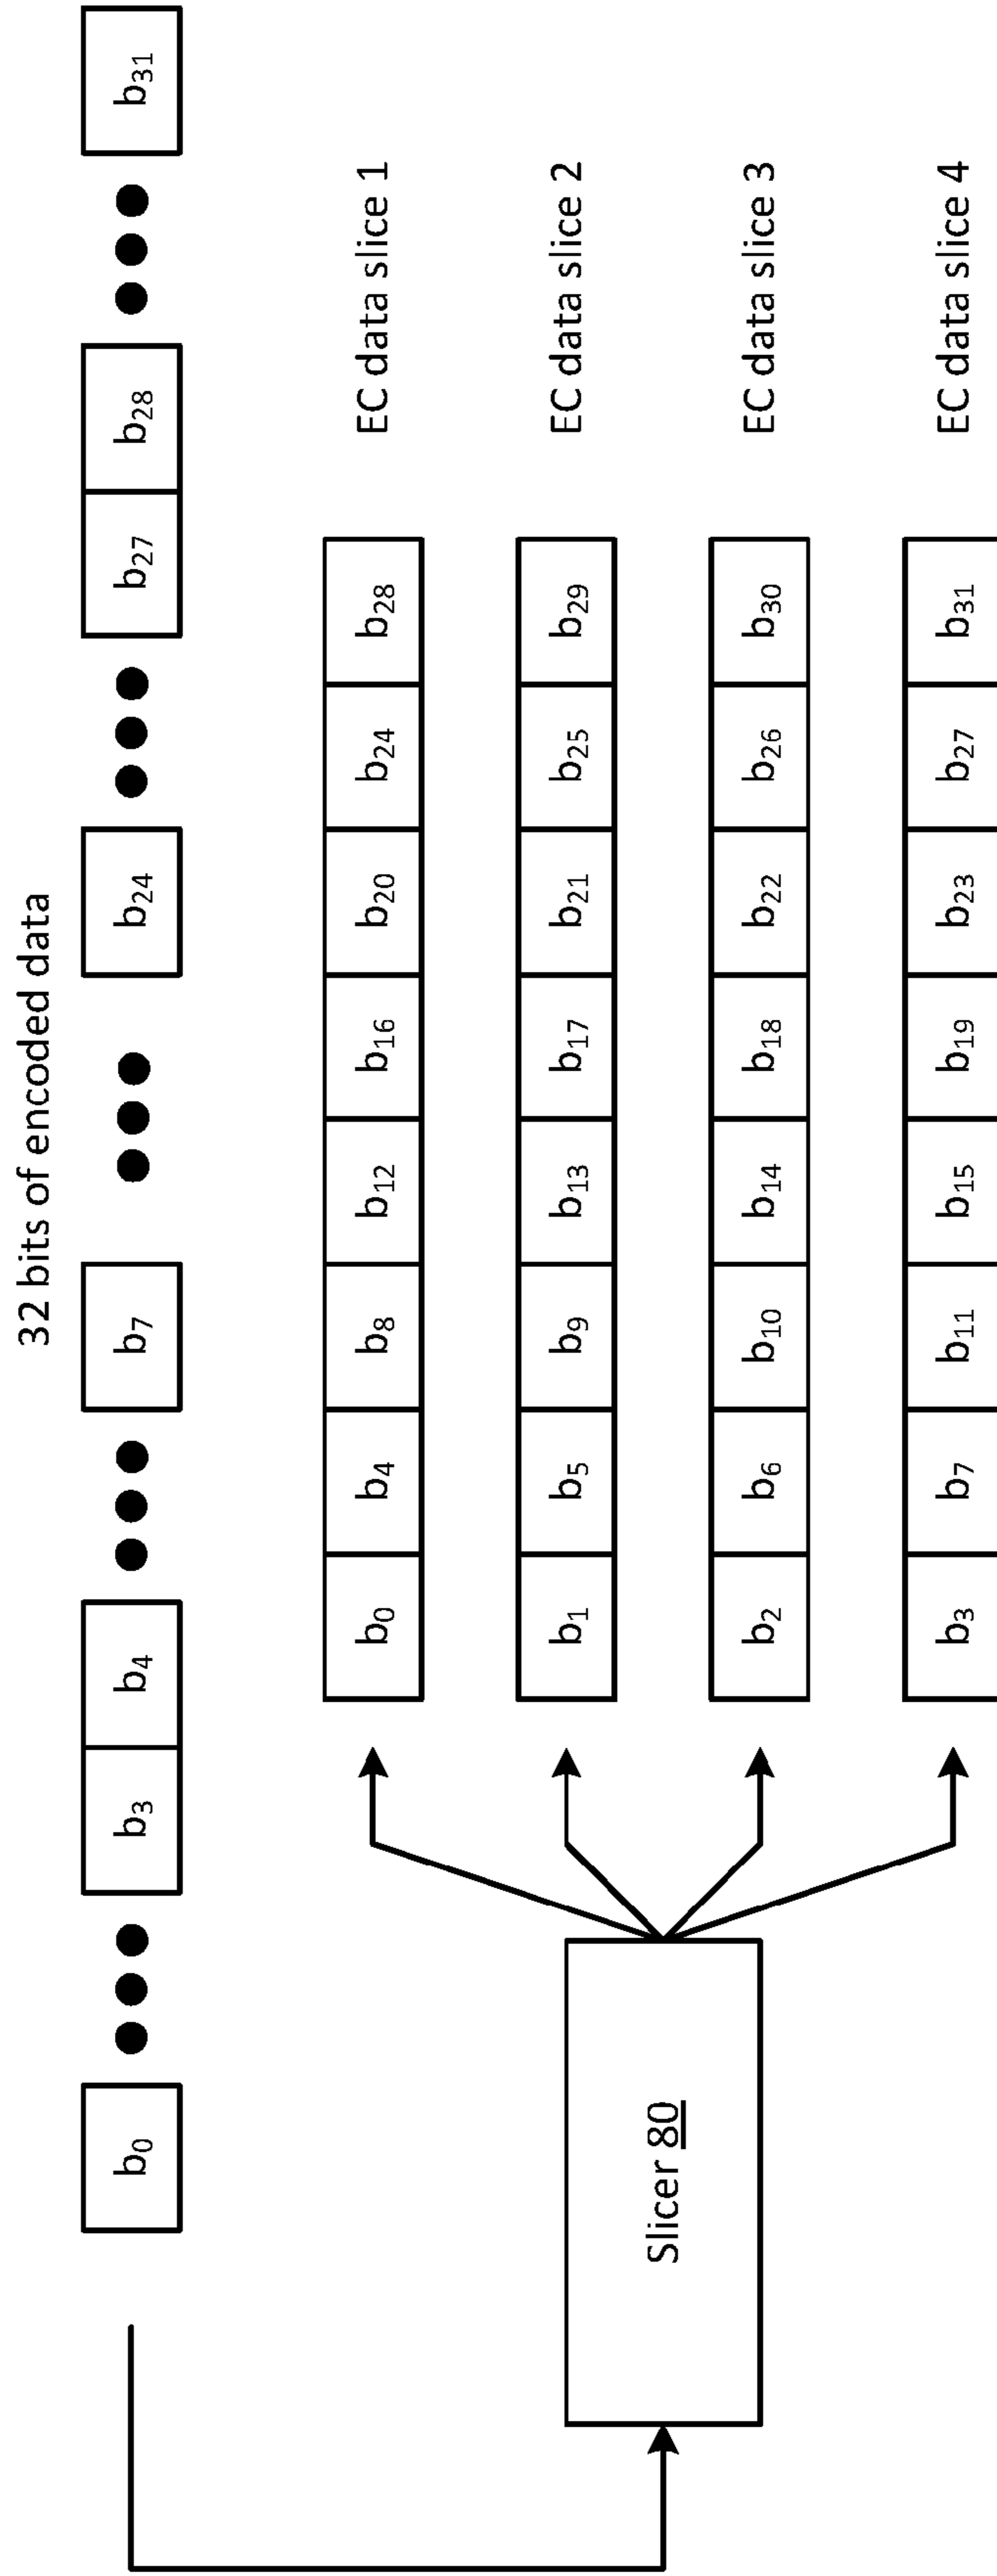 32 bits of encoded data
b₀ b₃ b₄ b₇ b₂₄ b₂₇ b₂₈ b₃₁
b₀ b₄ b₈ b₁₂ b₁₆ b₂₀ b₂₄ b₂₈ EC data slice 1
b₁ b₅ b₉ b₁₃ b₁₇ b₂₁ b₂₅ b₂�9 EC data slice 2
Slicer 80
b₂ b₆ b₁₀ b₁₄ b₁₈ b₂₂ b₂₆ b₃₀ EC data slice 3
b₃ b₇ b₁₁ b₁₅ b₁₉ b₂₃ b₂₇ b₃₁ EC data slice 4